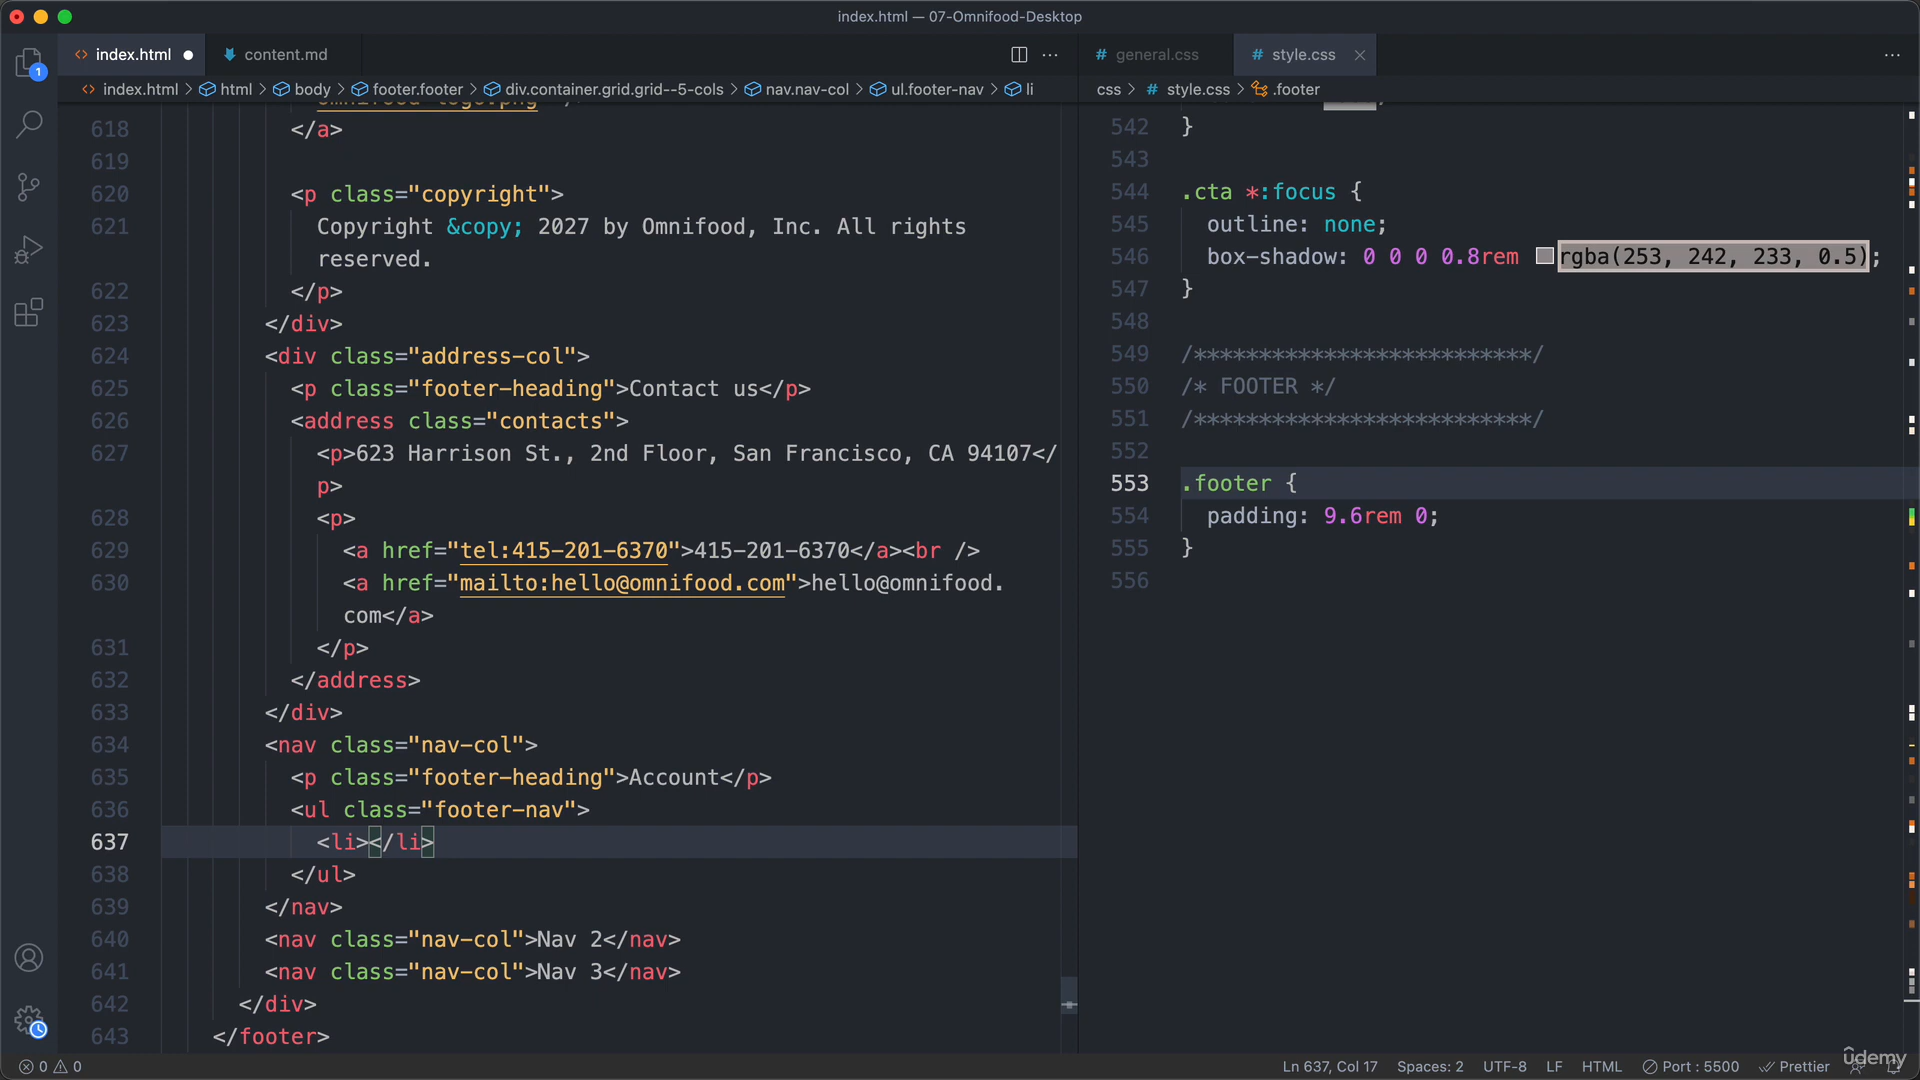 index.html — 07-Omnifood-Desktop
index.html
content.md
general.css
style.css
index.html > html > body > footer.footer > div.container.grid.grid--5-cols > nav.nav-col > ul.footer-nav > li
css > style.css > .footer
1
omnifood-logo.png" />
618 </a>
619
620 <p class="copyright">
621 Copyright &copy; 2027 by Omnifood, Inc. All rights
reserved.
622 </p>
623 </div>
624 <div class="address-col">
625 <p class="footer-heading">Contact us</p>
626 <address class="contacts">
627 <p>623 Harrison St., 2nd Floor, San Francisco, CA 94107</
p>
628 <p>
629 <a href="tel:415-201-6370">415-201-6370</a><br />
630 <a href="mailto:hello@omnifood.com">hello@omnifood.
com</a>
631 </p>
632 </address>
633 </div>
634 <nav class="nav-col">
635 <p class="footer-heading">Account</p>
636 <ul class="footer-nav">
637 <li></li>
638 </ul>
639 </nav>
640 <nav class="nav-col">Nav 2</nav>
641 <nav class="nav-col">Nav 3</nav>
642 </div>
643 </footer>
542 }
543
544 .cta *:focus {
545 outline: none;
546 box-shadow: 0 0 0 0.8rem rgba(253, 242, 233, 0.5);
547 }
548
549 /**************************/
550 /* FOOTER */
551 /**************************/
552
553 .footer {
554 padding: 9.6rem 0;
555 }
556
0 0
Ln 637, Col 17
Spaces: 2
UTF-8
LF
HTML
Port : 5500
Prettier
udemy